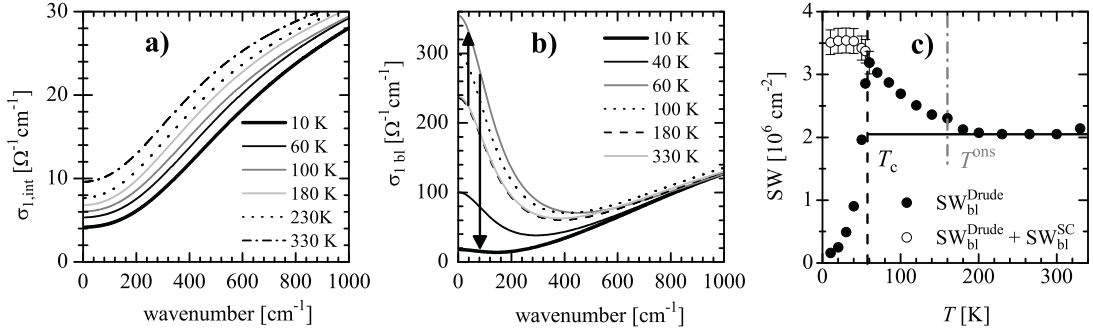 a)
30
20
10
0
σ1,int [Ω-1cm-1]
10 K
60 K
100 K
180 K
230K
330 K
0 200 400 600 800 1000
wavenumber [cm-1]
b)
300
200
100
0
σ1 bl [Ω-1cm-1]
10 K
40 K
60 K
100 K
180 K
330 K
0 200 400 600 800 1000
wavenumber [cm-1]
c)
4
3
2
1
0
SW [106 cm-2]
Tc
Tons
SWblDrude
SWblDrude + SWblSC
0 100 200 300
T [K]